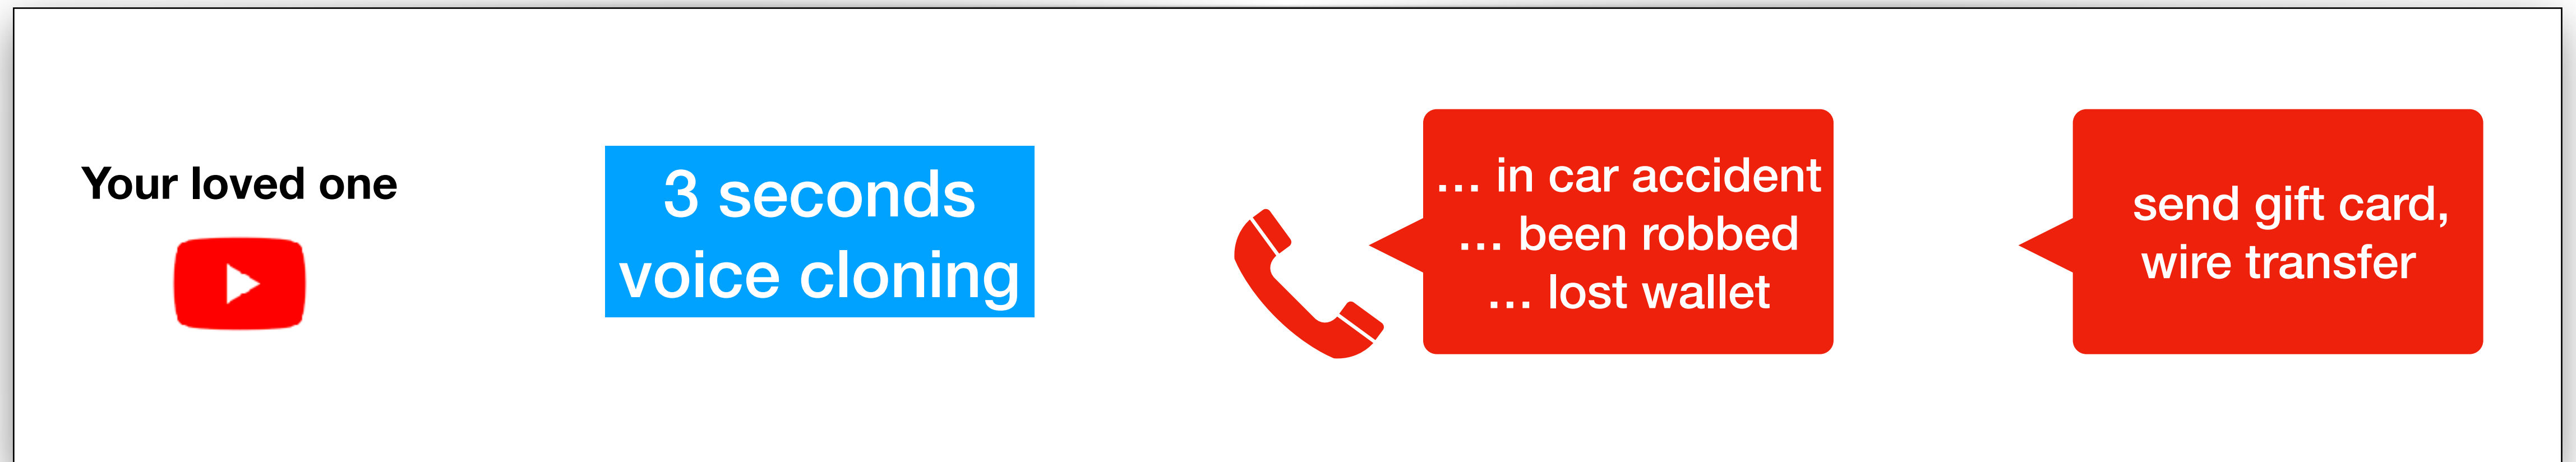 Your loved one
3 seconds
voice cloning
... in car accident
... been robbed
... lost wallet
send gift card,
wire transfer